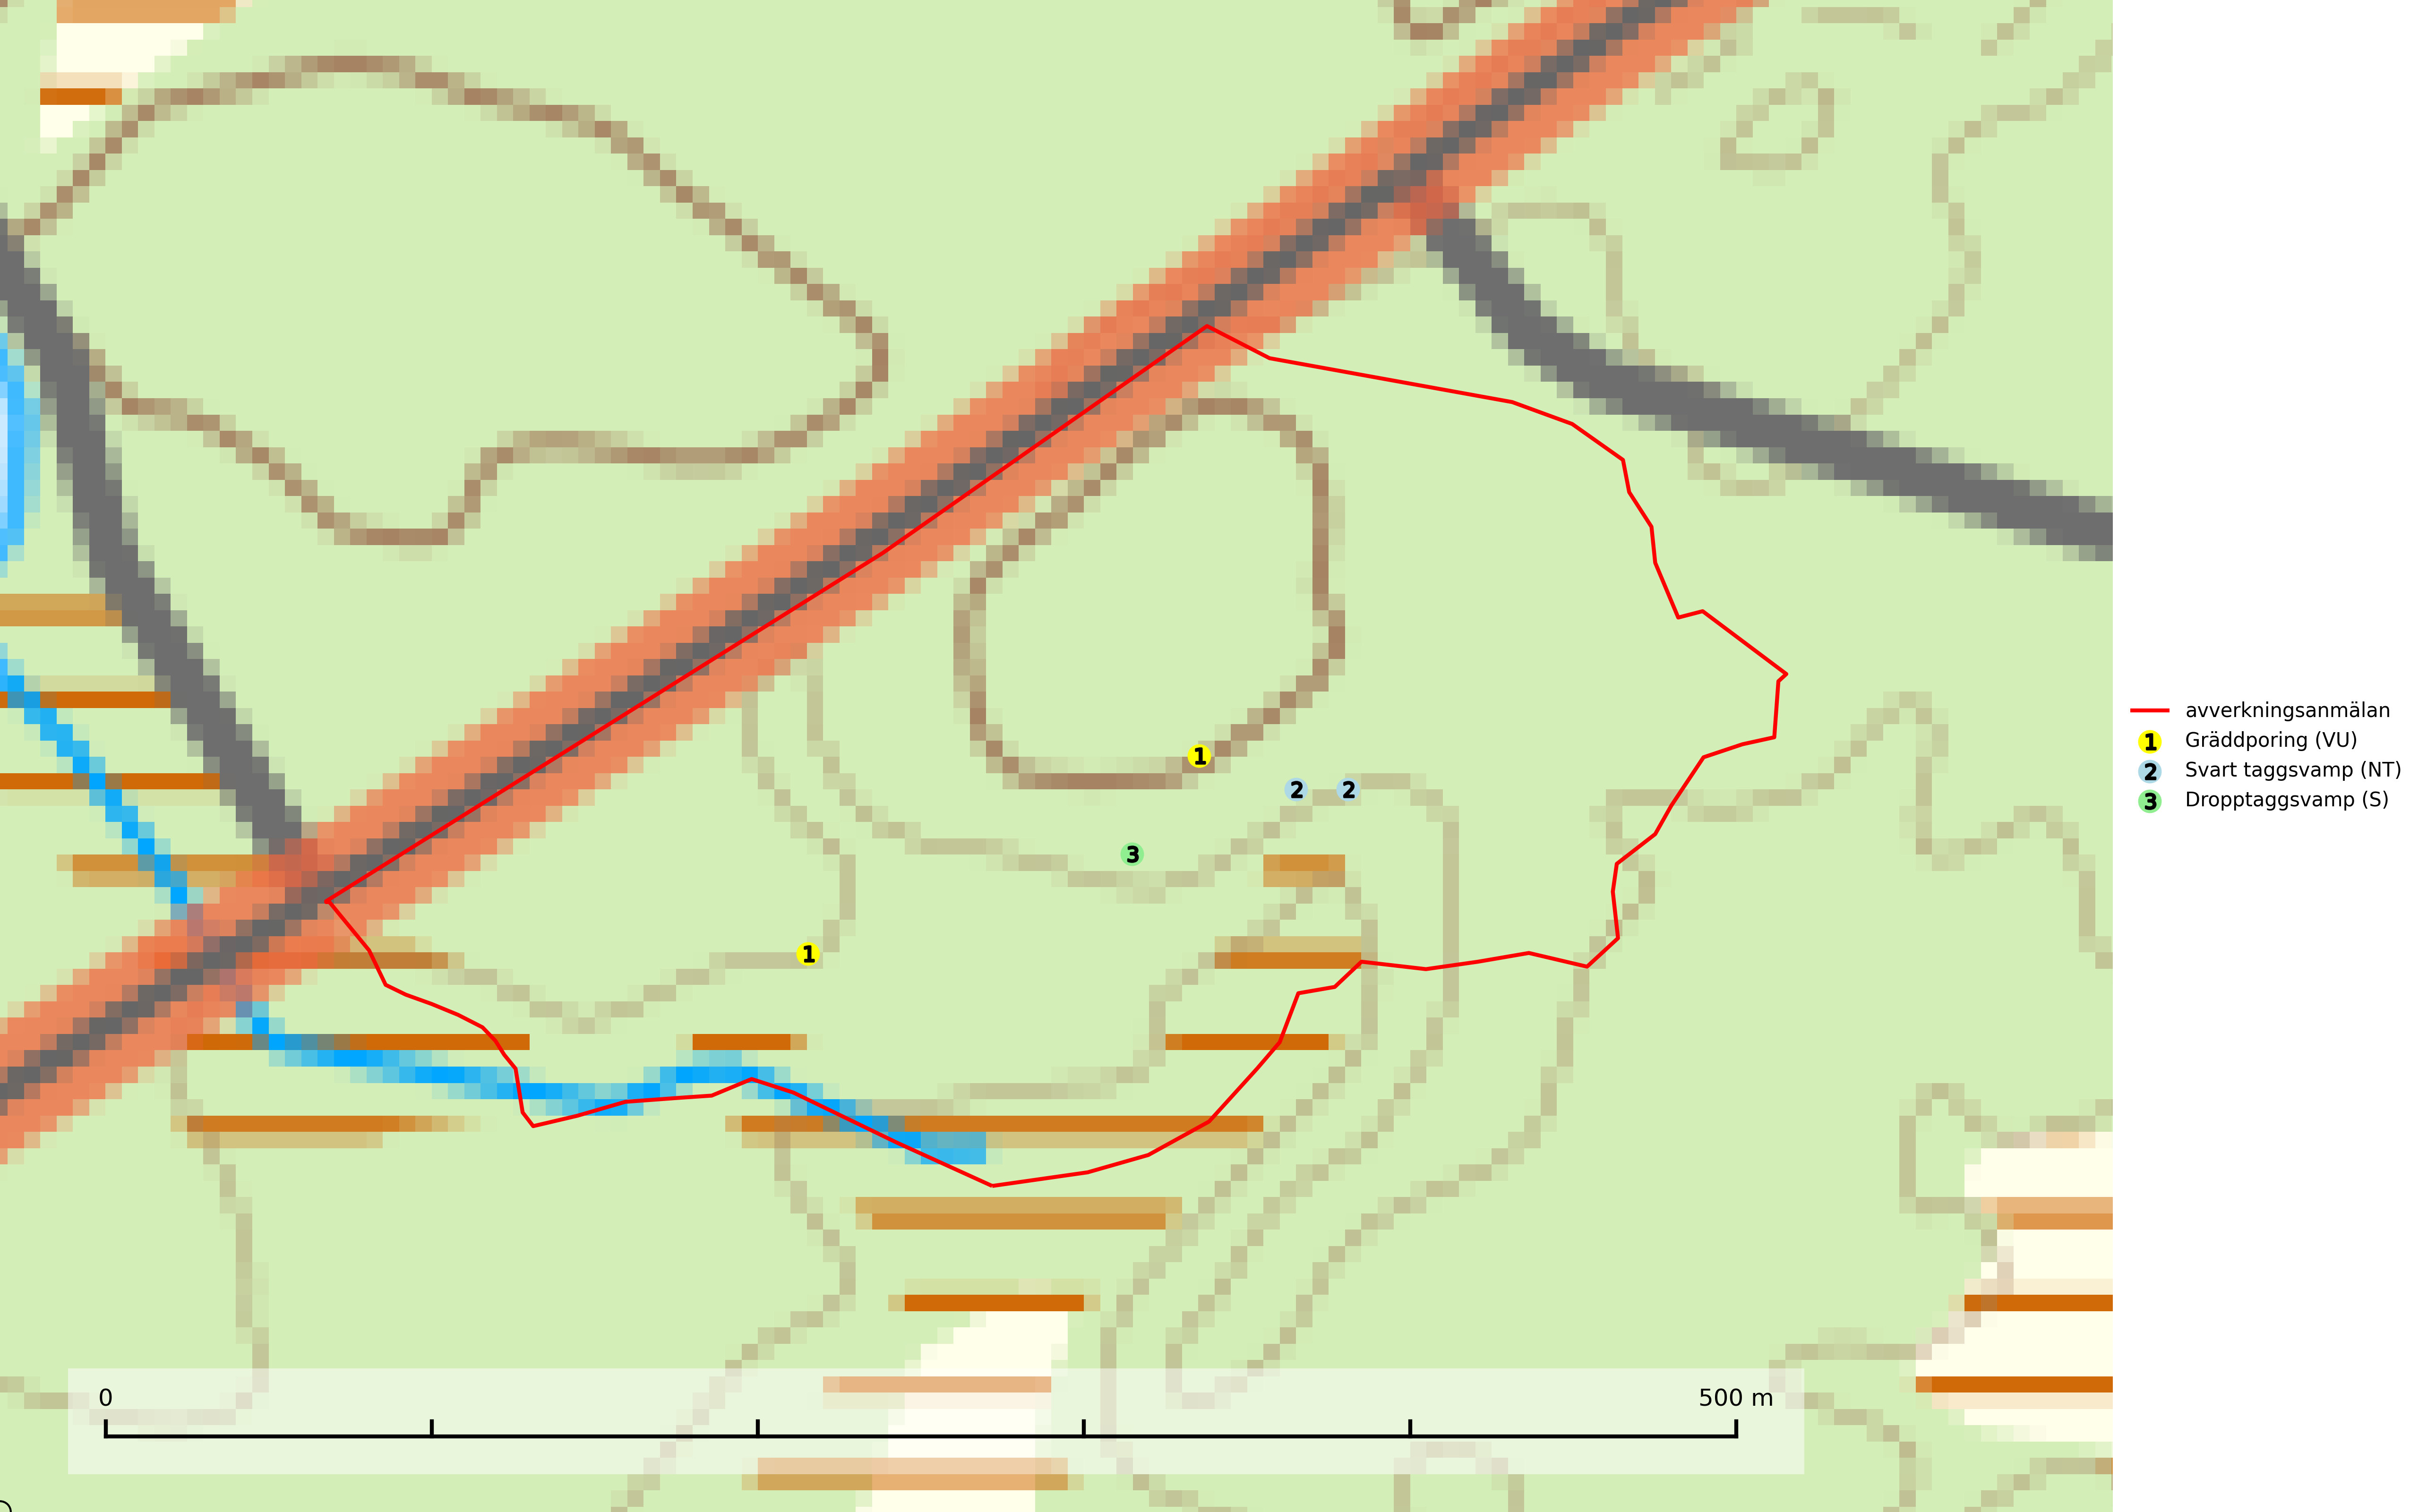 1
2 2
3
1
avverkningsanmälan
1 Gräddporing (VU)
2 Svart taggsvamp (NT)
3 Dropptaggsvamp (S)
0 500 m